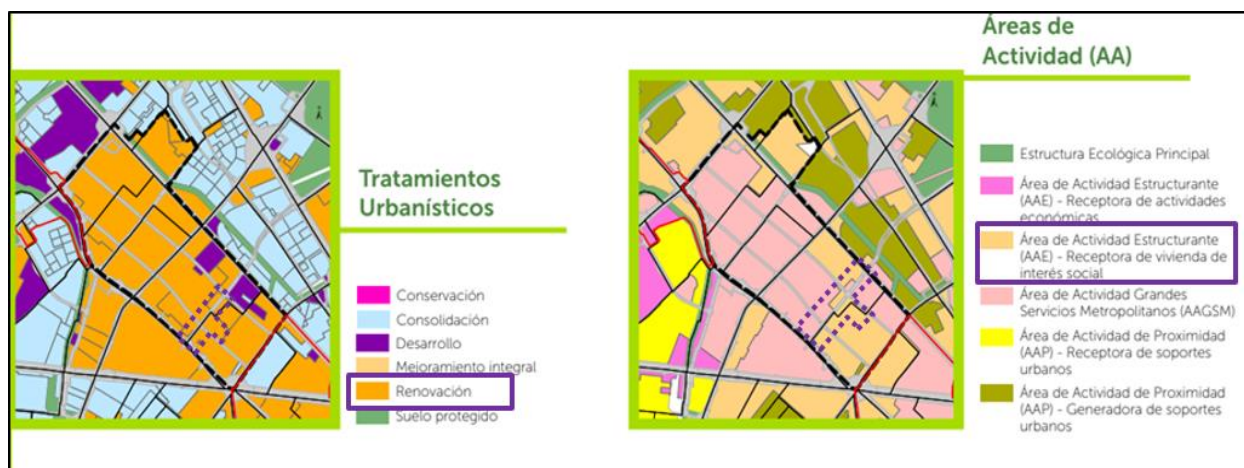 Tratamientos
Urbanísticos
Conservación
Consolidación
Desarrollo
Mejoramiento integral
Renovación
Suelo protegido
Áreas de
Actividad (AA)
Estructura Ecológica Principal
Área de Actividad Estructurante
(AAE) - Receptora de actividades
económicas
Área de Actividad Estructurante
(AAE) - Receptora de vivienda de
interés social
Área de Actividad Grandes
Servicios Metropolitanos (AAGSM)
Área de Actividad de Proximidad
(AAP) - Receptora de soportes
urbanos
Área de Actividad de Proximidad
(AAP) - Generadora de soportes
urbanos